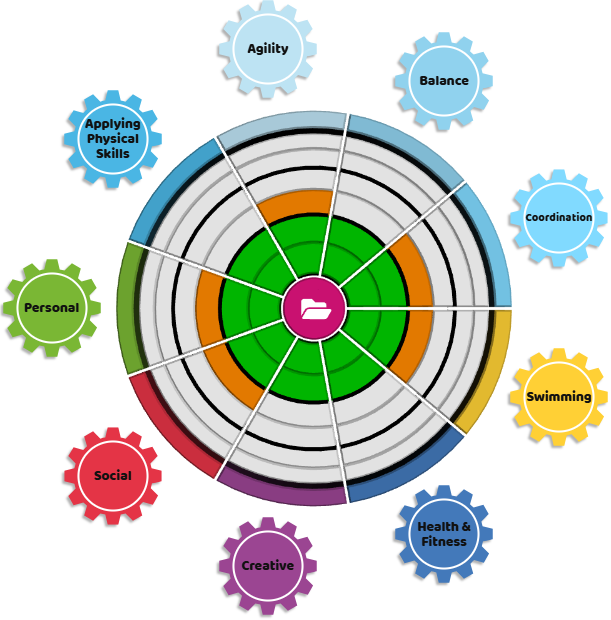 Agility
Balance
Applying
Physical
Skills
Coordination
Personal
Swimming
Social
Health &
Fitness
Creative